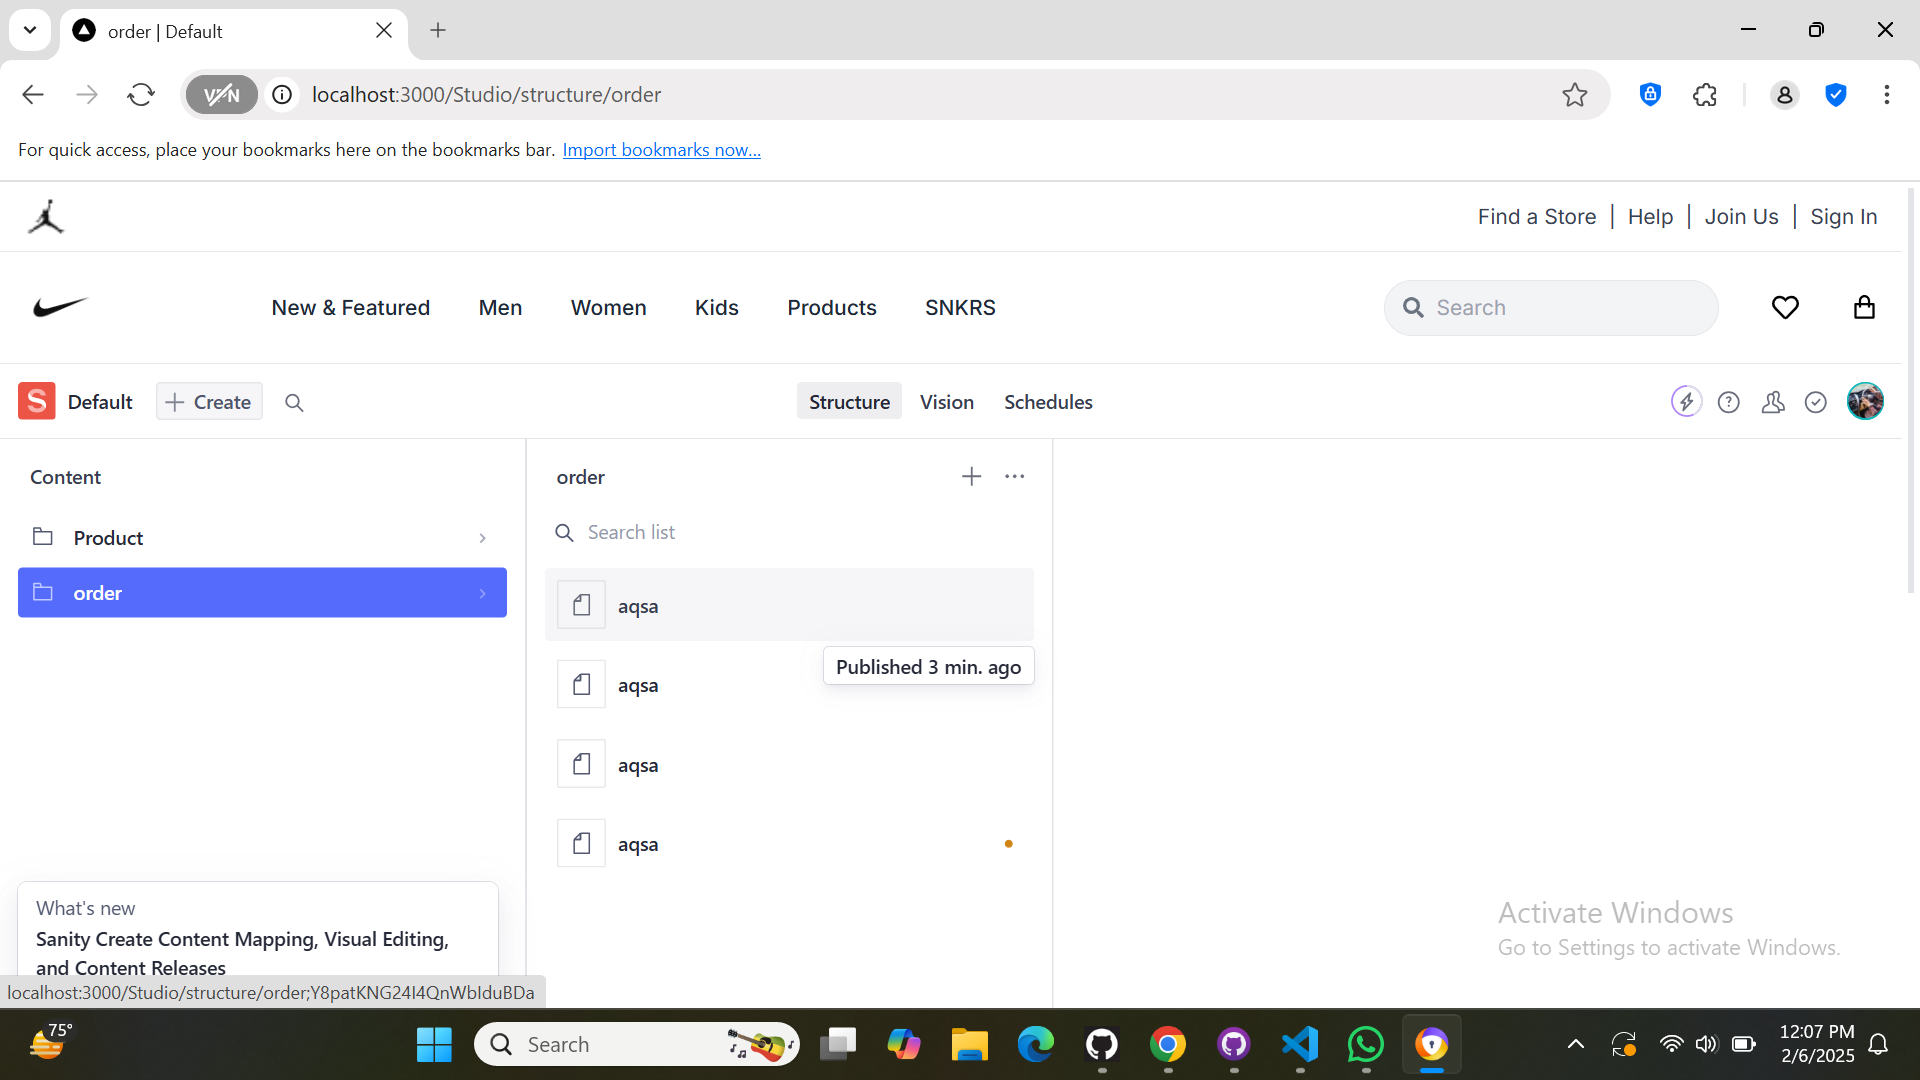 order | Default
VPN
localhost:3000/Studio/structure/order
For quick access, place your bookmarks here on the bookmarks bar. Import bookmarks now...
Find a Store | Help | Join Us | Sign In
New & Featured Men Women Kids Products SNKRS
Search
S Default + Create
Structure Vision Schedules
Content
Product
order
order
Search list
aqsa
Published 3 min. ago
aqsa
aqsa
aqsa
What's new
Sanity Create Content Mapping, Visual Editing,
and Content Releases
Activate Windows
Go to Settings to activate Windows.
localhost:3000/Studio/structure/order;Y8patKNG24I4QnWbIduBDa
75°
Search
12:07 PM
2/6/2025